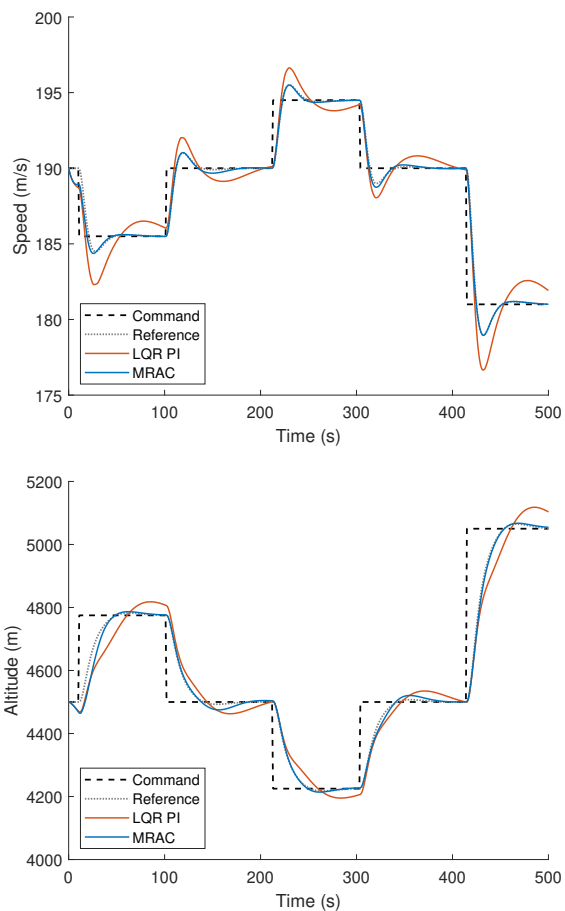 200
195
190
185
180
175
Speed (m/s)
Command
Reference
LQR PI
MRAC
0 100 200 300 400 500
Time (s)
5200
5000
4800
4600
4400
4200
4000
Altitude (m)
Command
Reference
LQR PI
MRAC
0 100 200 300 400 500
Time (s)